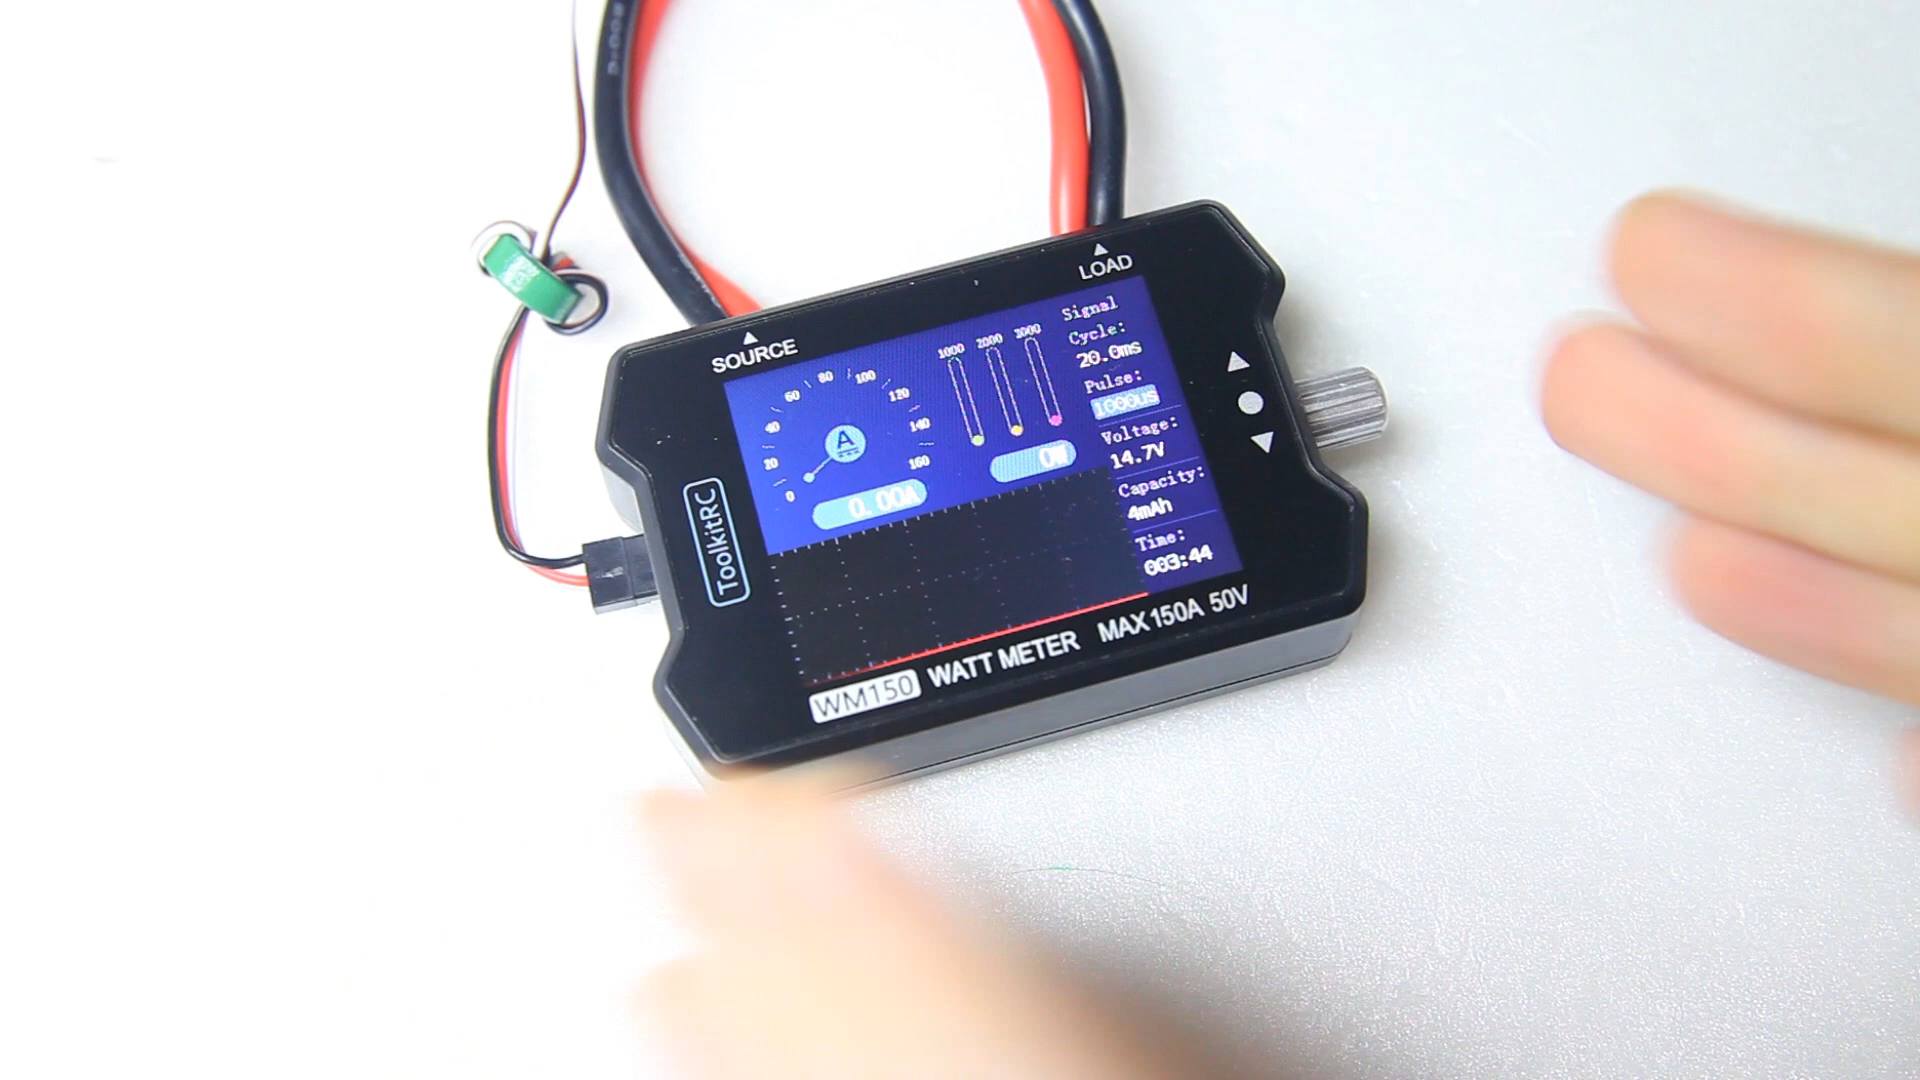 ▲
LOAD
▲
SOURCE
1000 2000 3000
Signal
Cycle:
20.0ms
Pulse:
1000us
Voltage:
14.7V
Capacity:
4mAh
Time:
003:44
0 20 40 60 80 100 120 140 160
A
0.00A
0W
ToolkitRC
WM150 WATT METER MAX 150A 50V